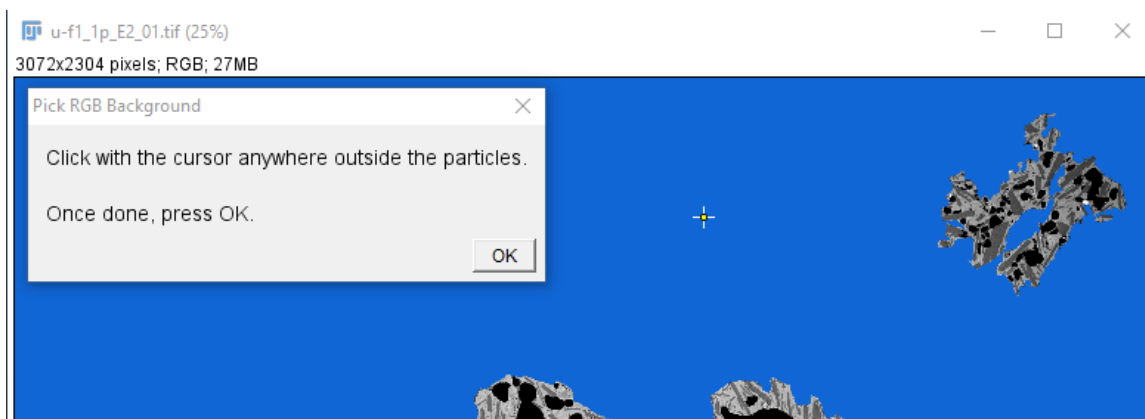 u-f1_1p_E2_01.tif (25%)
3072x2304 pixels; RGB; 27MB
Pick RGB Background
Click with the cursor anywhere outside the particles.
Once done, press OK.
OK